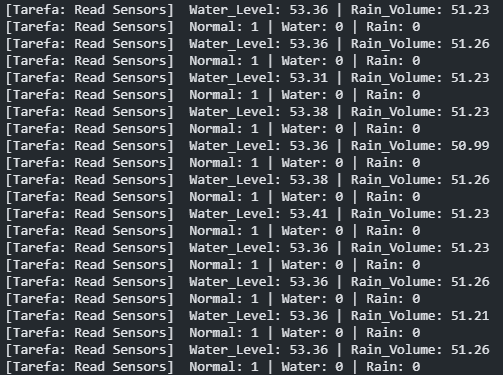 [Tarefa: Read Sensors]  Water_Level: 53.36 | Rain_Volume: 51.23
[Tarefa: Read Sensors]  Normal: 1 | Water: 0 | Rain: 0
[Tarefa: Read Sensors]  Water_Level: 53.36 | Rain_Volume: 51.26
[Tarefa: Read Sensors]  Normal: 1 | Water: 0 | Rain: 0
[Tarefa: Read Sensors]  Water_Level: 53.31 | Rain_Volume: 51.23
[Tarefa: Read Sensors]  Normal: 1 | Water: 0 | Rain: 0
[Tarefa: Read Sensors]  Water_Level: 53.38 | Rain_Volume: 51.23
[Tarefa: Read Sensors]  Normal: 1 | Water: 0 | Rain: 0
[Tarefa: Read Sensors]  Water_Level: 53.36 | Rain_Volume: 50.99
[Tarefa: Read Sensors]  Normal: 1 | Water: 0 | Rain: 0
[Tarefa: Read Sensors]  Water_Level: 53.38 | Rain_Volume: 51.26
[Tarefa: Read Sensors]  Normal: 1 | Water: 0 | Rain: 0
[Tarefa: Read Sensors]  Water_Level: 53.41 | Rain_Volume: 51.23
[Tarefa: Read Sensors]  Normal: 1 | Water: 0 | Rain: 0
[Tarefa: Read Sensors]  Water_Level: 53.36 | Rain_Volume: 51.23
[Tarefa: Read Sensors]  Normal: 1 | Water: 0 | Rain: 0
[Tarefa: Read Sensors]  Water_Level: 53.36 | Rain_Volume: 51.26
[Tarefa: Read Sensors]  Normal: 1 | Water: 0 | Rain: 0
[Tarefa: Read Sensors]  Water_Level: 53.36 | Rain_Volume: 51.21
[Tarefa: Read Sensors]  Normal: 1 | Water: 0 | Rain: 0
[Tarefa: Read Sensors]  Water_Level: 53.36 | Rain_Volume: 51.26
[Tarefa: Read Sensors]  Normal: 1 | Water: 0 | Rain: 0